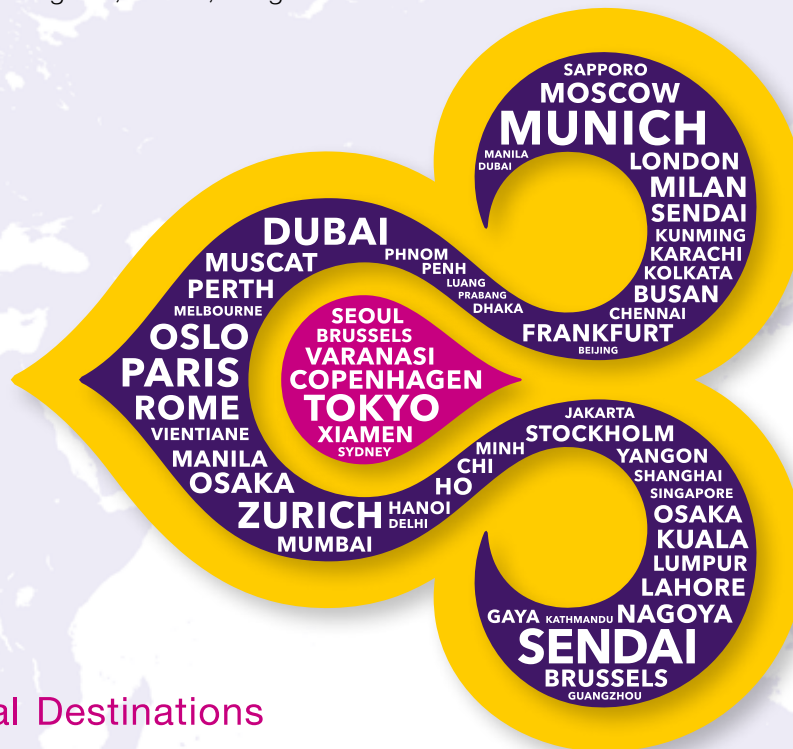 SAPPORO
MOSCOW
MUNICH
MANILA
DUBAI
LONDON
MILAN
SENDAI
KUNMING
KARACHI
KOLKATA
BUSAN
CHENNAI
FRANKFURT
BEIJING
DUBAI
MUSCAT
PERTH
MELBOURNE
OSLO
PARIS
ROME
VIENTIANE
MANILA
OSAKA
ZURICH
MUMBAI
PHNOM
PENH
LUANG
PRABANG
DHAKA
SEOUL
BRUSSELS
VARANASI
COPENHAGEN
TOKYO
XIAMEN
SYDNEY
HANOI
DELHI
HO
CHI
MINH
JAKARTA
STOCKHOLM
YANGON
SHANGHAI
SINGAPORE
OSAKA
KUALA
LUMPUR
LAHORE
GAYA KATHMANDU NAGOYA
SENDAI
BRUSSELS
GUANGZHOU
al Destinations